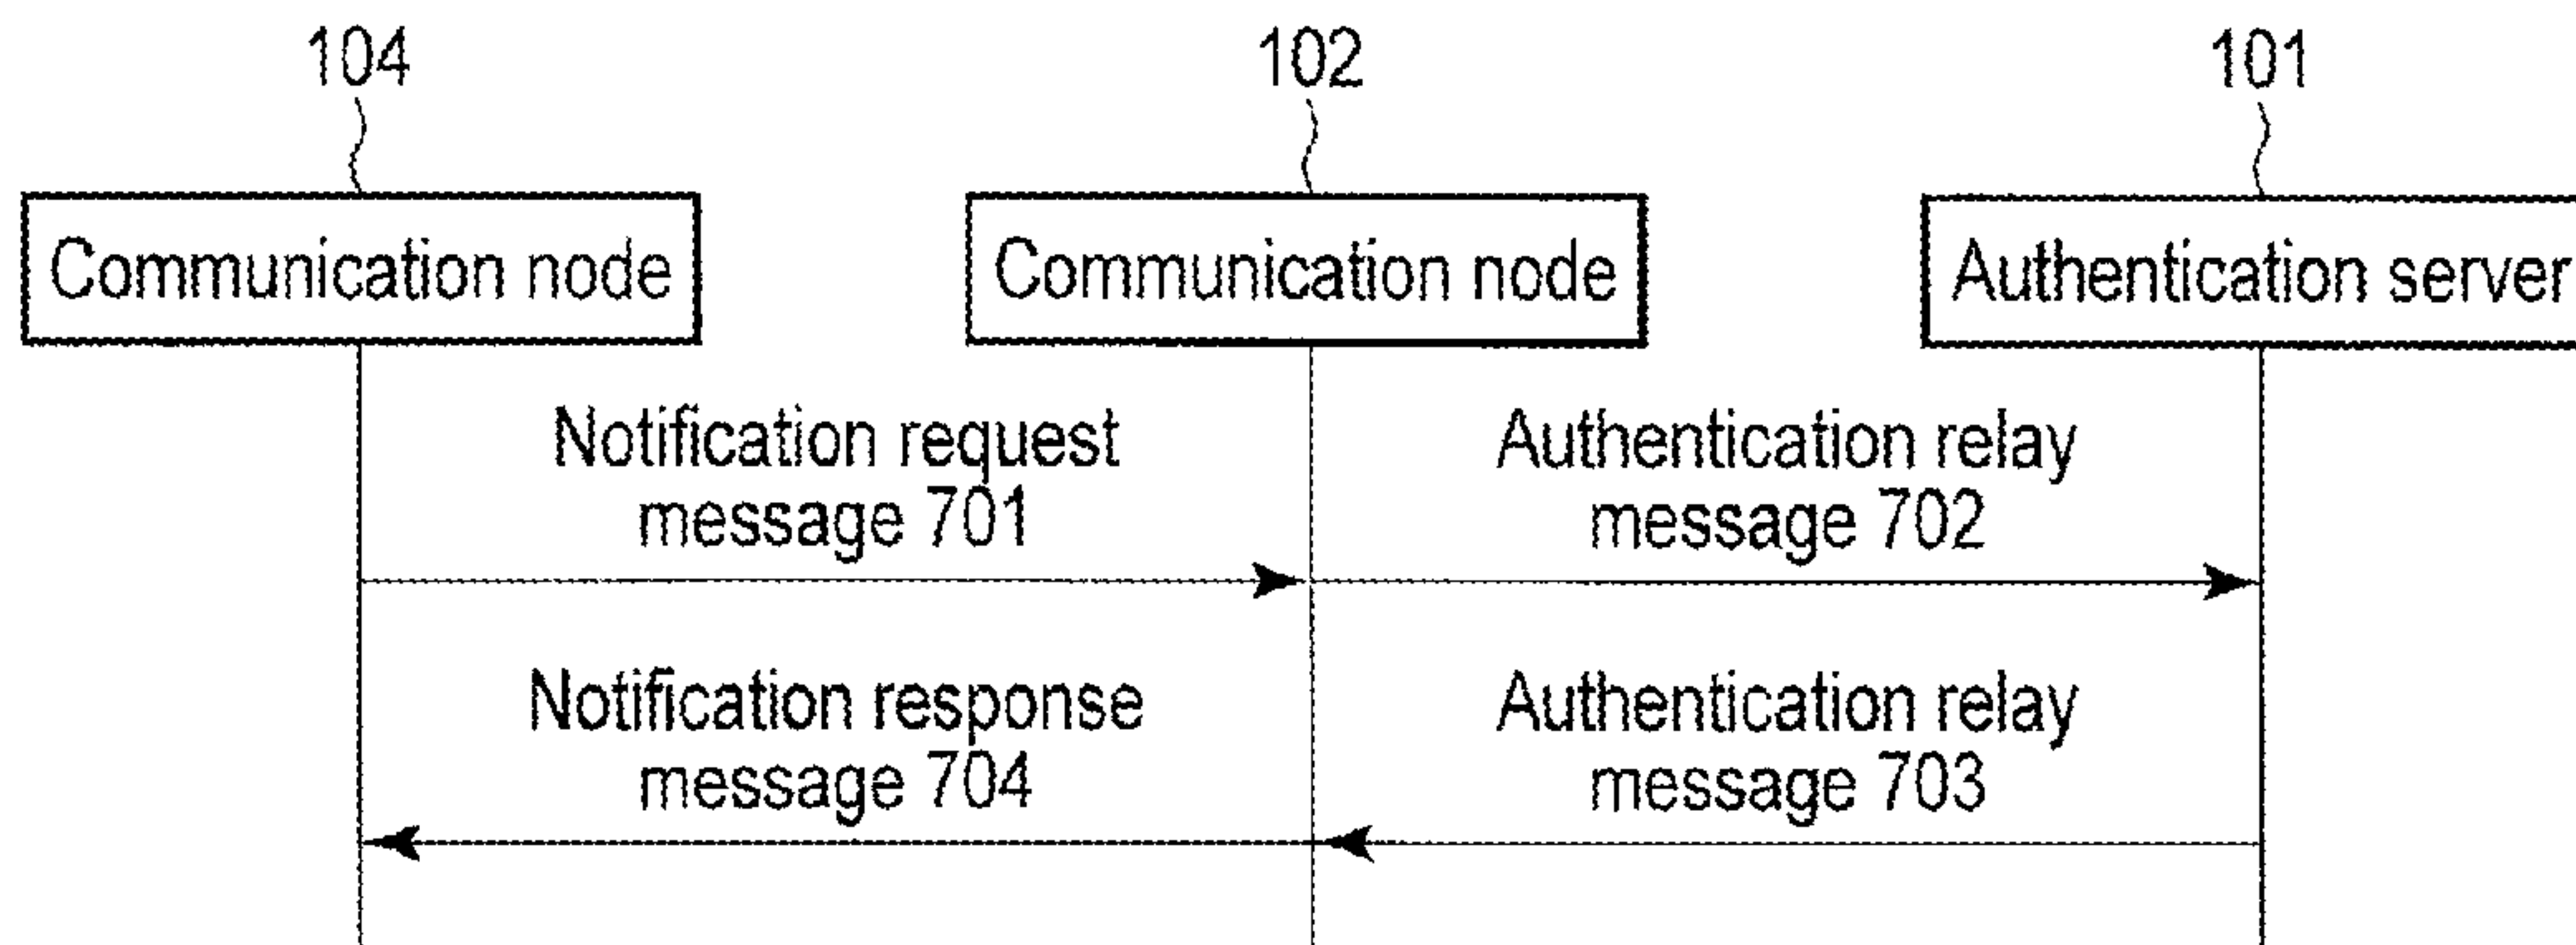 104
102
101
Communication node
Communication node
Authentication server
Notification request
message 701
Authentication relay
message 702
Notification response
message 704
Authentication relay
message 703